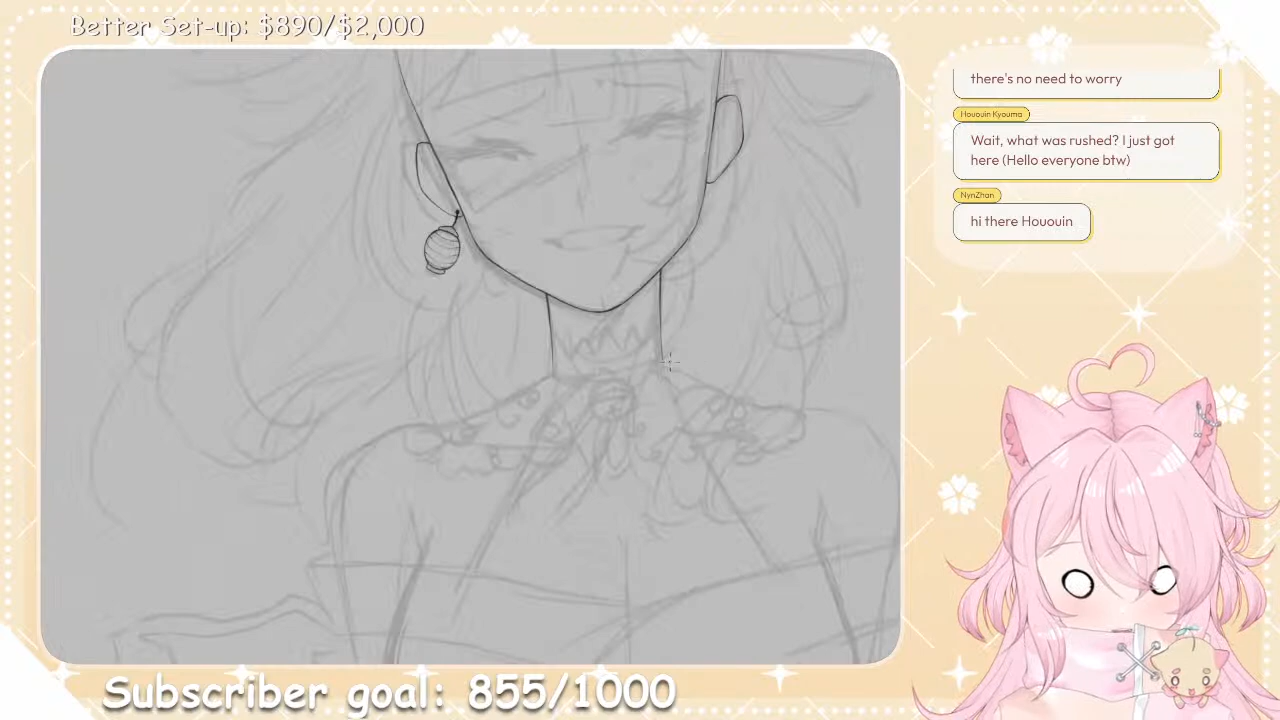 Better Set-up: $890/$2,000
there's no need to worry
Hououin Kyouma
Wait, what was rushed? I just got
here (Hello everyone btw)
NynZhan
hi there Hououin
Subscriber goal: 855/1000